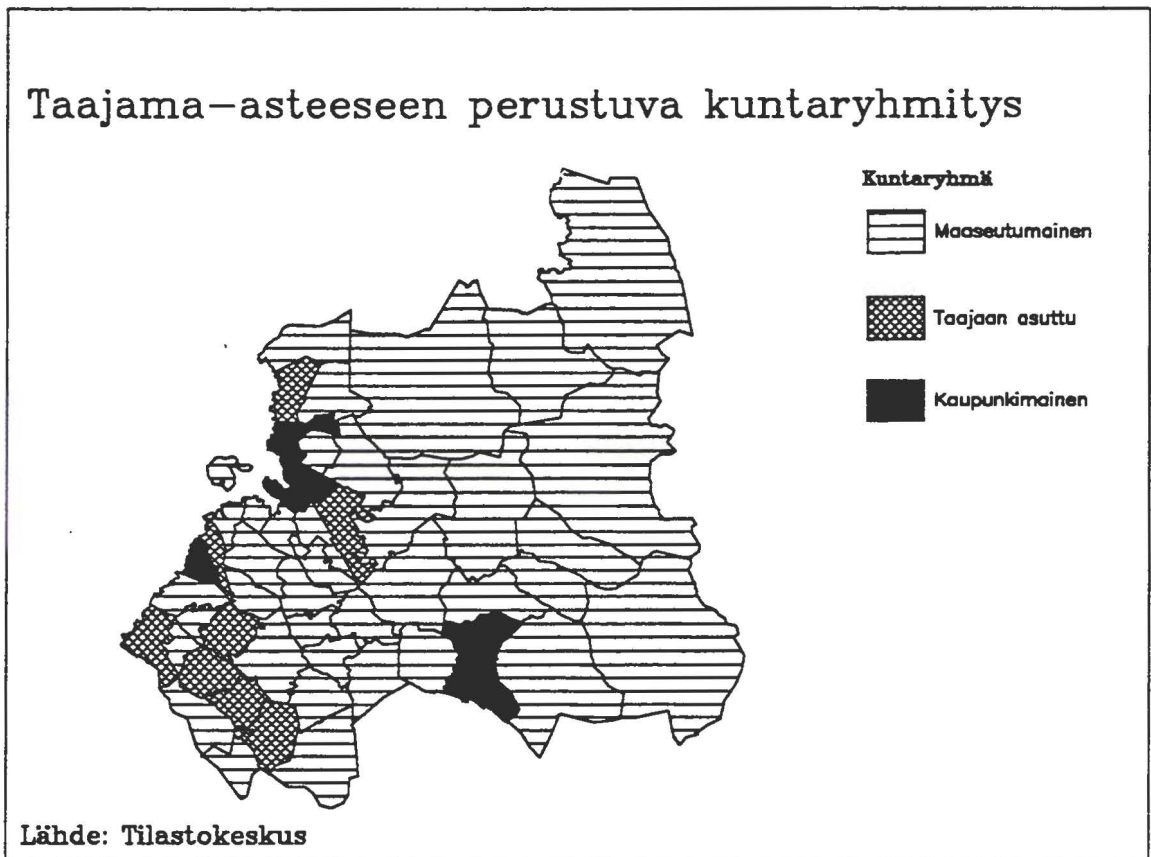 Taajama-asteeseen perustuva kuntaryhmitys
Kuntaryhmä
Maaseutumainen
Taajaan asuttu
Kaupunkimainen
Lähde: Tilastokeskus